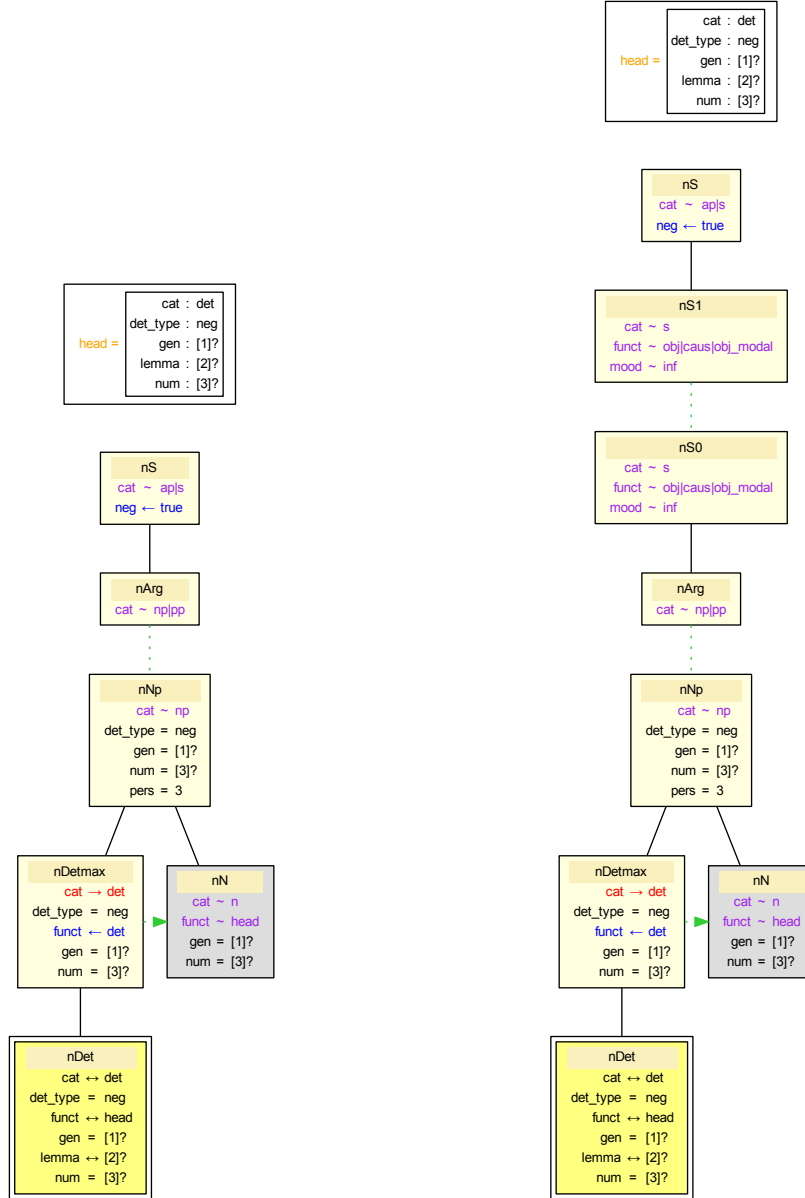 head =
cat : det
det_type : neg
gen : [1]?
lemma : [2]?
num : [3]?
nS
cat ~ ap|s
neg ← true
nArg
cat ~ np|pp
nNp
cat ~ np
det_type = neg
gen = [1]?
num = [3]?
pers = 3
nDetmax
cat → det
det_type = neg
funct ← det
gen = [1]?
num = [3]?
nN
cat ~ n
funct ~ head
gen = [1]?
num = [3]?
nDet
cat ↔ det
det_type = neg
funct ↔ head
gen = [1]?
lemma ↔ [2]?
num = [3]?
head =
cat : det
det_type : neg
gen : [1]?
lemma : [2]?
num : [3]?
nS
cat ~ ap|s
neg ← true
nS1
cat ~ s
funct ~ obj|caus|obj_modal
mood ~ inf
nS0
cat ~ s
funct ~ obj|caus|obj_modal
mood ~ inf
nArg
cat ~ np|pp
nNp
cat ~ np
det_type = neg
gen = [1]?
num = [3]?
pers = 3
nDetmax
cat → det
det_type = neg
funct ← det
gen = [1]?
num = [3]?
nN
cat ~ n
funct ~ head
gen = [1]?
num = [3]?
nDet
cat ↔ det
det_type = neg
funct ↔ head
gen = [1]?
lemma ↔ [2]?
num = [3]?